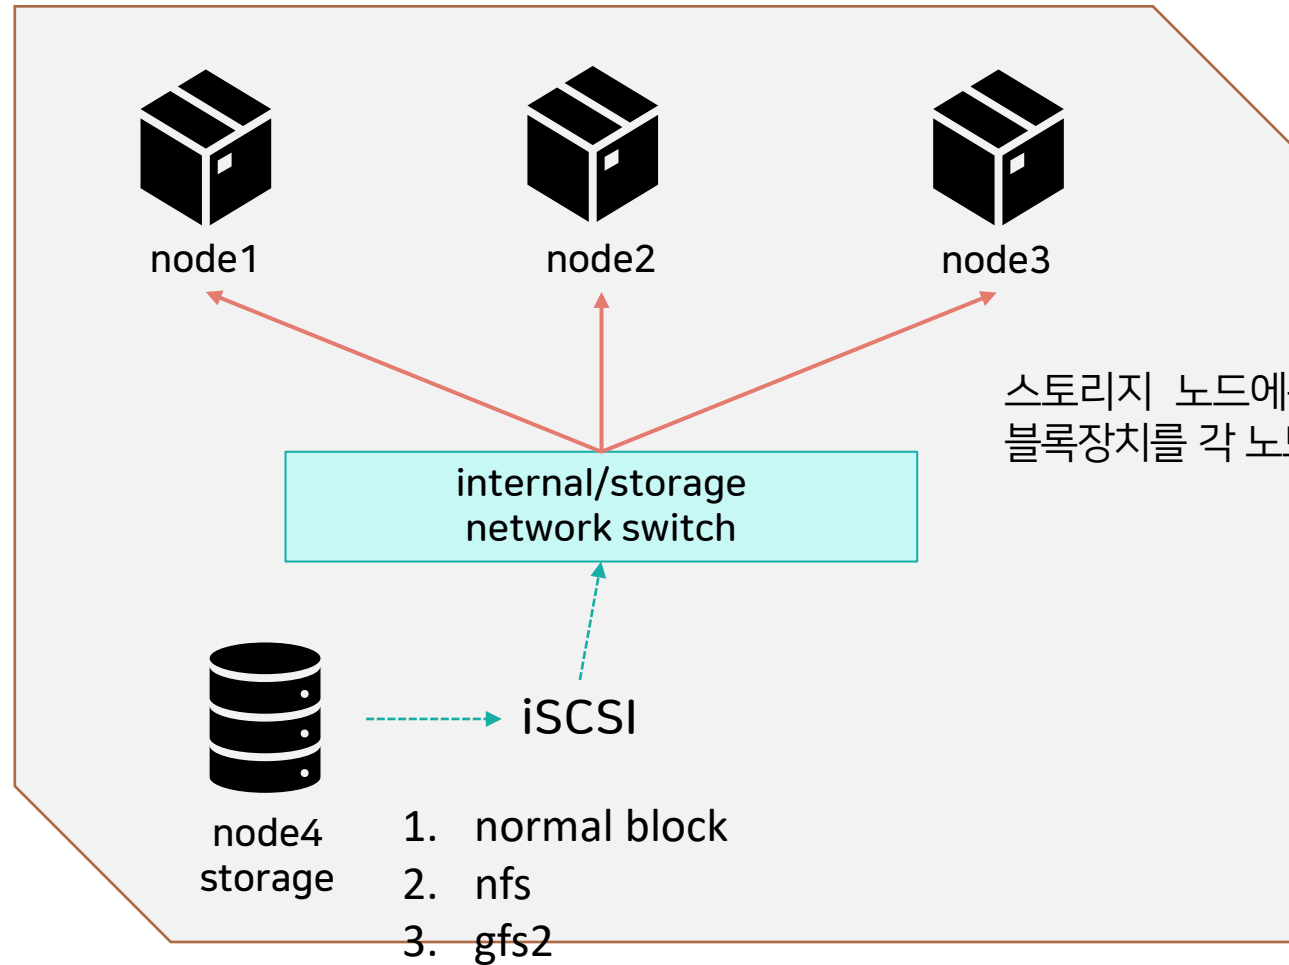 node1
node2
node3
스토리지 노드에
블록장치를 각
internal/storage
network switch
iSCSI
node4
storage
1. normal block
2. nfs
3. gfs2